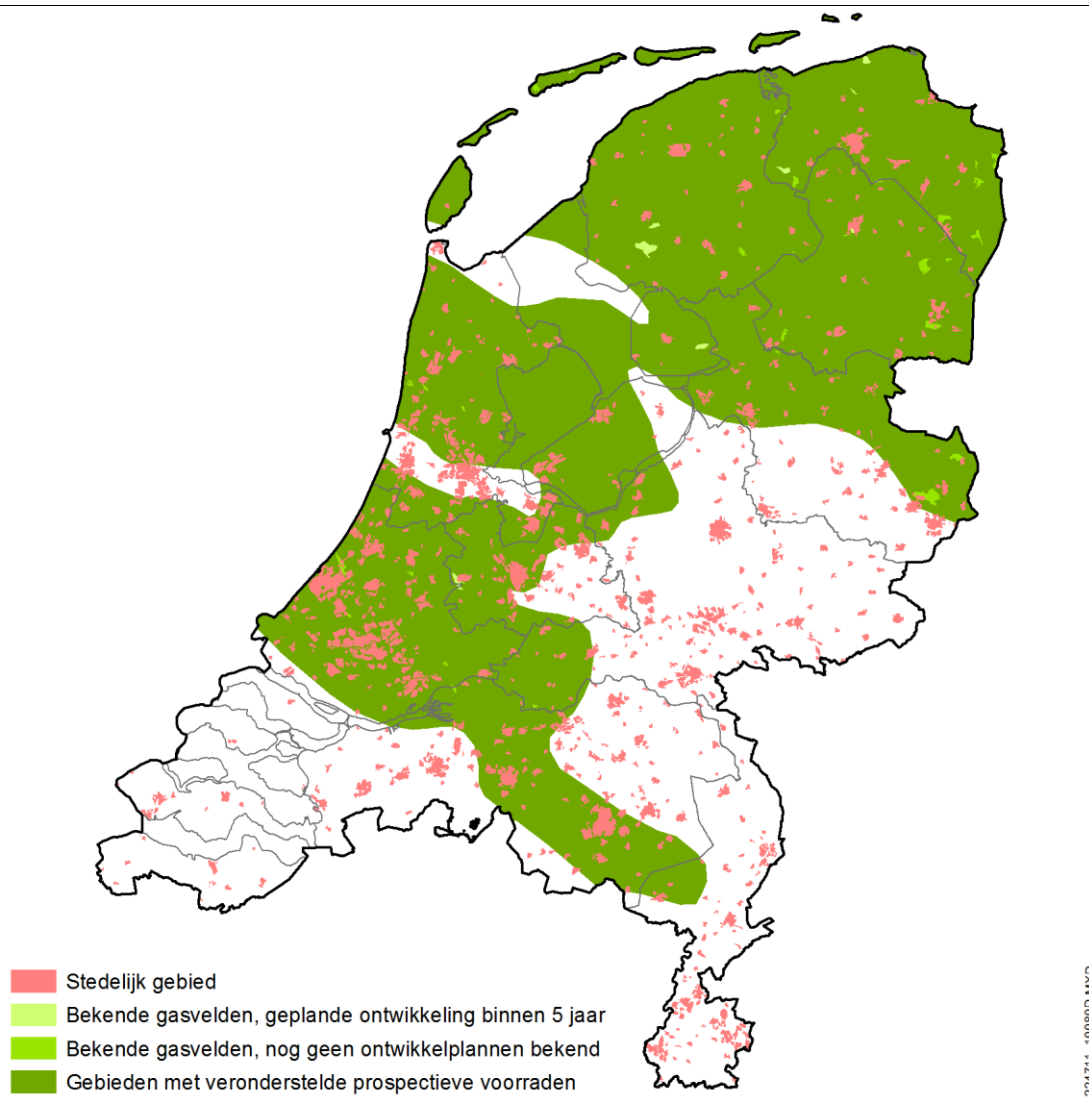 Stedelijk gebied
Bekende gasvelden, geplande ontwikkeling binnen 5 jaar
Bekende gasvelden, nog geen ontwikkelplannen bekend
Gebieden met veronderstelde prospectieve voorraden